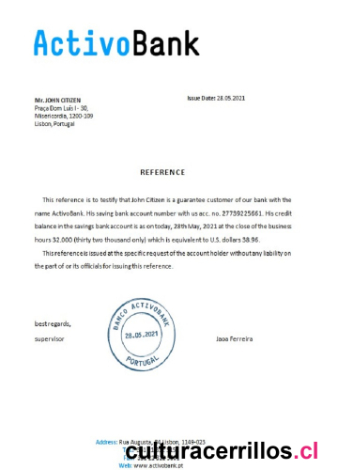 ActivoBank
Mr. JOHN CITIZEN
Issue Date: 28.05.2021
Praça Dom Luís I - 30,
Misericordia, 1200-109
Lisbon, Portugal
REFERENCE
This reference is to testify that John Citizen is a guarantee customer of our bank with the
name ActivoBank. His saving bank account number with us acc. no. 27739225661. His credit
balance in the savings bank account is as on today, 28th May, 2021 at the close of the business
hours 32.000 (thirty two thousand only) which is equivalent to U.S. dollars 38.96.
This reference is issued at the specific request of the account holder without any liability on
the part of or its officials for issuing this reference.
BANCO ACTIVOBANK
28.05.2021
PORTUGAL
best regards,
supervisor
Jaoa Ferreira
Address: Rua Augusta, Lisbon, 1149-023
culturacerrillos.cl
Web: www.activobank.pt